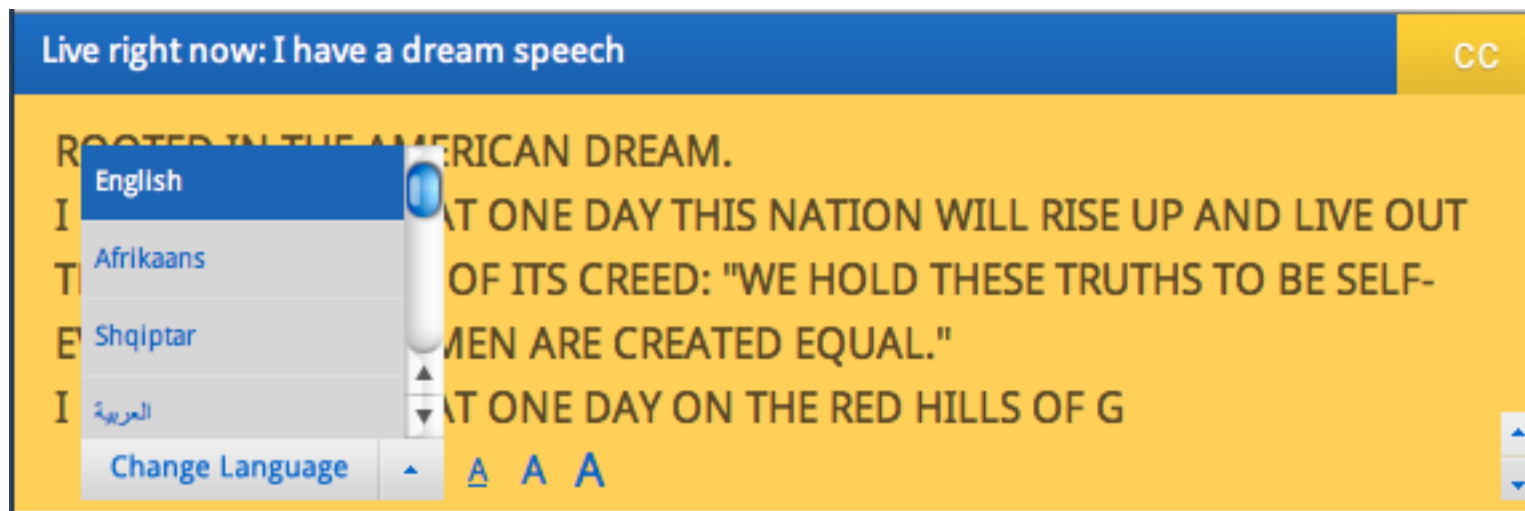 Live right now: I have a dream speech
CC
AMERICAN DREAM.
I AT ONE DAY THIS NATION WILL RISE UP AND LIVE OUT
OF ITS CREED: "WE HOLD THESE TRUTHS TO BE SELF-
MEN ARE CREATED EQUAL."
I AT ONE DAY ON THE RED HILLS OF G
English
Afrikaans
Shqiptar
العربية
Change Language
A A A